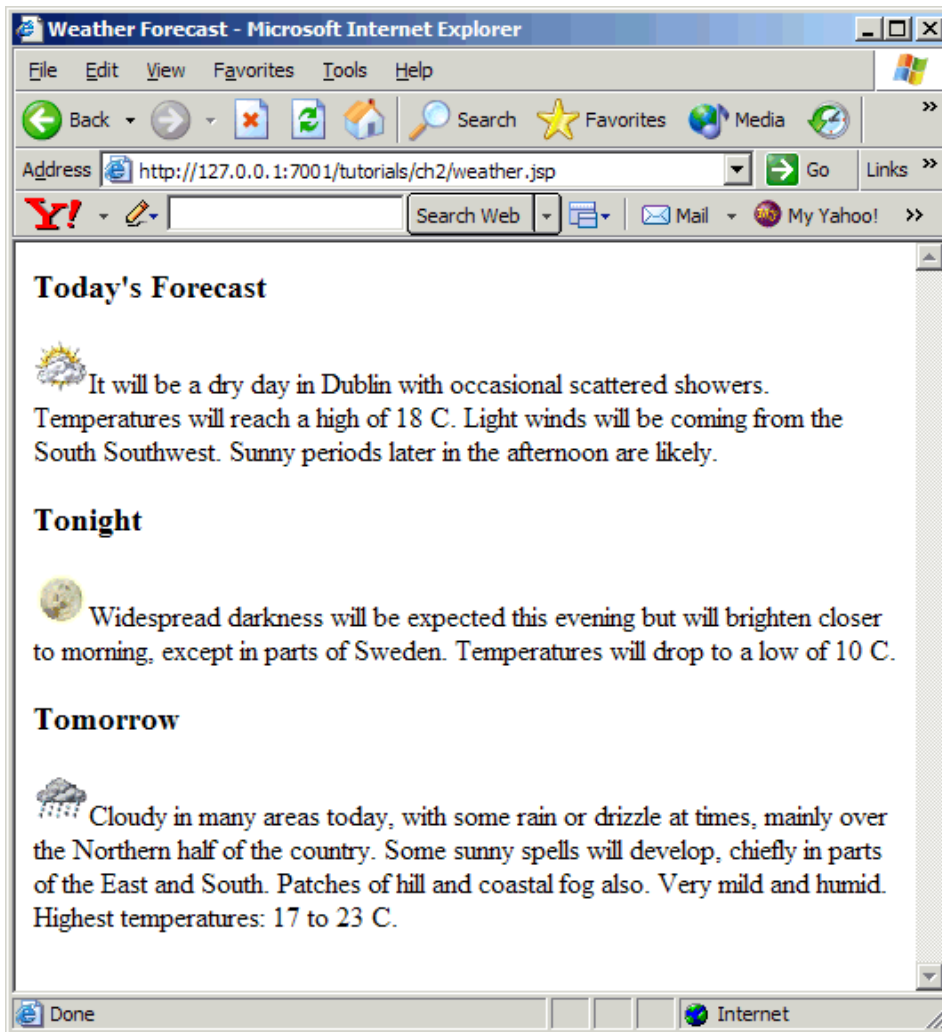 Weather Forecast - Microsoft Internet Explorer
File Edit View Favorites Tools Help
Back Search Favorites Media »
Address http://127.0.0.1:7001/tutorials/ch2/weather.jsp Go Links »
Y! Search Web Mail My Yahoo! »
Today's Forecast
It will be a dry day in Dublin with occasional scattered showers.
Temperatures will reach a high of 18 C. Light winds will be coming from the
South Southwest. Sunny periods later in the afternoon are likely.
Tonight
Widespread darkness will be expected this evening but will brighten closer
to morning, except in parts of Sweden. Temperatures will drop to a low of 10 C.
Tomorrow
Cloudy in many areas today, with some rain or drizzle at times, mainly over
the Northern half of the country. Some sunny spells will develop, chiefly in parts
of the East and South. Patches of hill and coastal fog also. Very mild and humid.
Highest temperatures: 17 to 23 C.
Done Internet